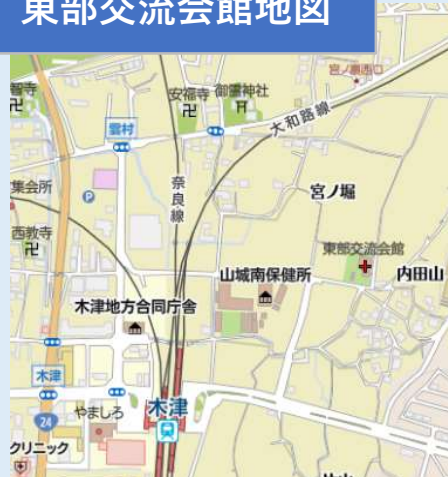 東部交流会館地図
宮ノ裏西口
智寺
安福寺
御霊神社
雲村
大和路線
集会所
奈良線
宮ノ堀
西教寺
東部交流会館
山城南保健所
内田山
木津地方合同庁舎
木津
やましろ
木津
24
クリニック
片山